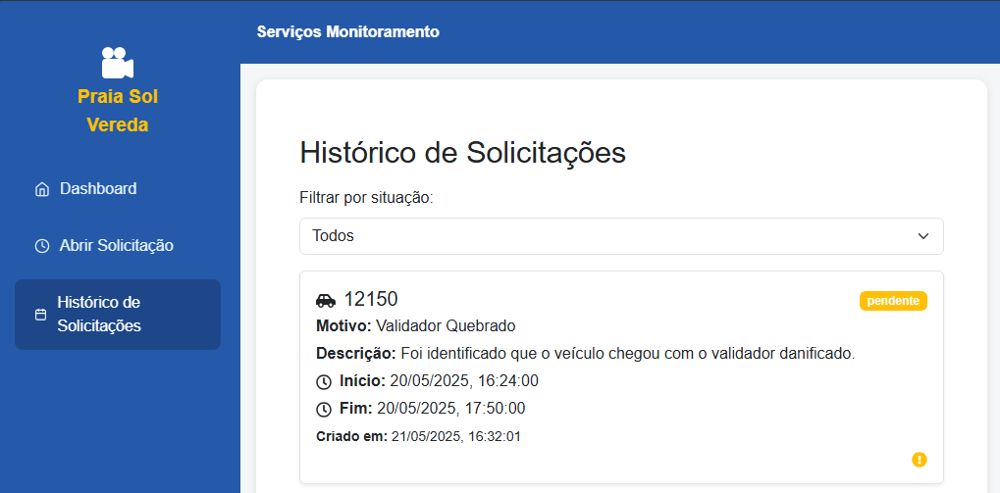 Serviços Monitoramento
Praia Sol
Vereda
Dashboard
Abrir Solicitação
Histórico de
Solicitações
Histórico de Solicitações
Filtrar por situação:
Todos
12150
pendente
Motivo: Validador Quebrado
Descrição: Foi identificado que o veículo chegou com o validador danificado.
Início: 20/05/2025, 16:24:00
Fim: 20/05/2025, 17:50:00
Criado em: 21/05/2025, 16:32:01